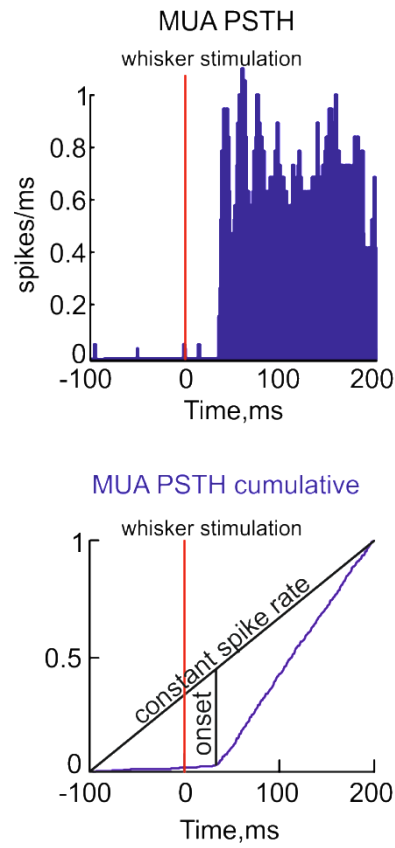 MUA PSTH
whisker stimulation
spikes/ms
1
0.8
0.6
0.4
0.2
0
-100
0
100
200
Time,ms
MUA PSTH cumulative
whisker stimulation
1
0.5
0
constant spike rate
onset
-100
0
100
200
Time,ms